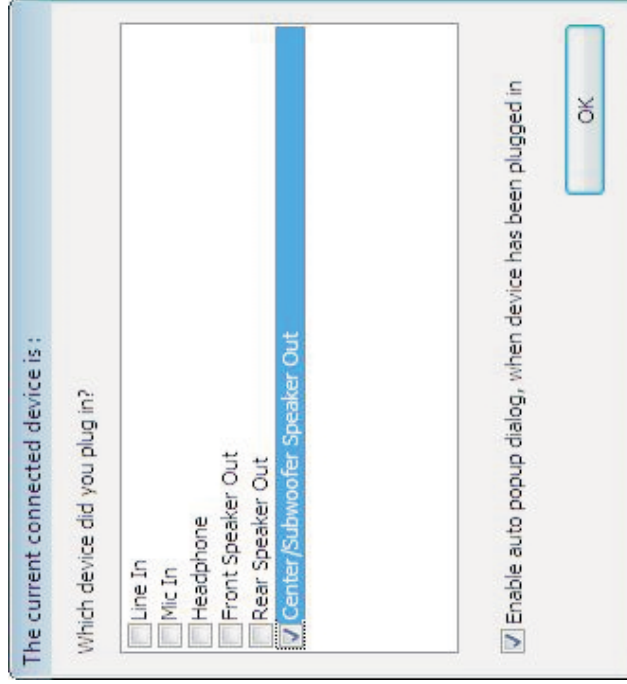 The current connected device is :
Which device did you plug in?
Line In
Mic In
Headphone
Front Speaker Out
Rear Speaker Out
Center/Subwoofer Speaker Out
Enable auto popup dialog, when device has been plugged in
OK